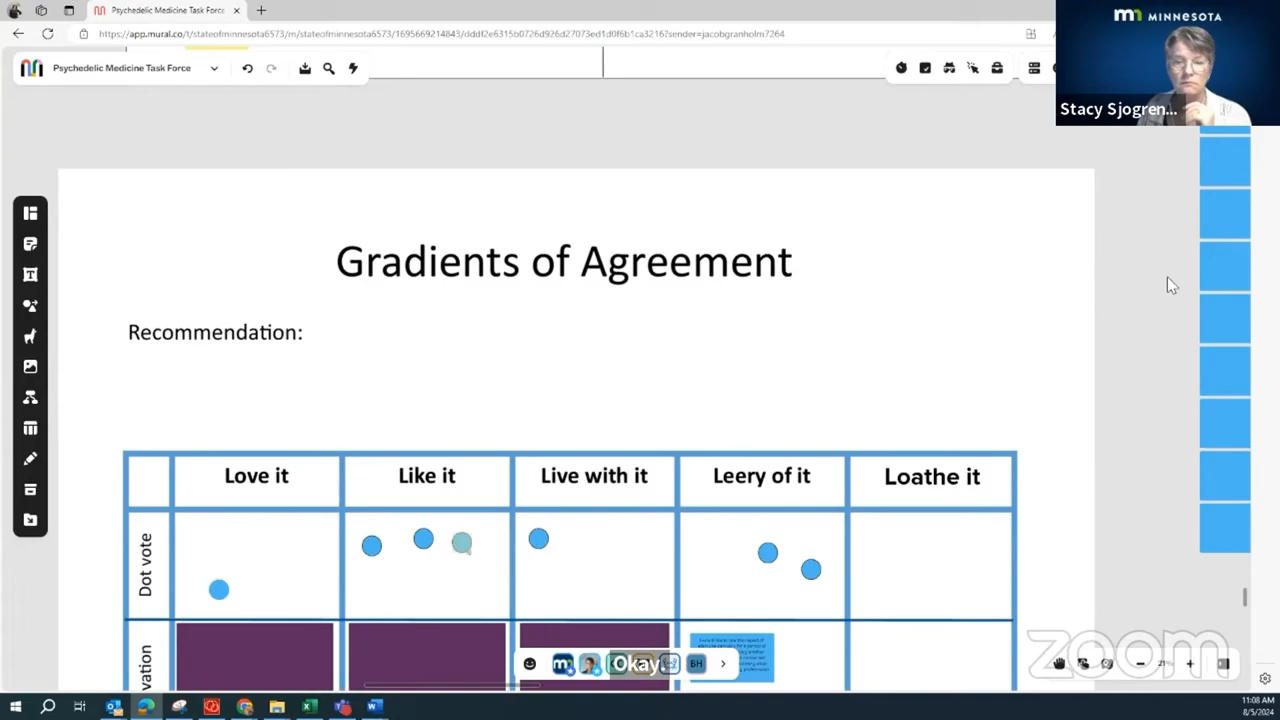 Psychedelic Medicine Task Force
https://app.mural.co/t/stateofminnesota6573/m/stateofminnesota6573/1695669214843/dddf2e6315b0726d926d27073ed1d0f6b1ca3216?sender=jacobgranholm7264
MINNESOTA
Psychedelic Medicine Task Force
Stacy Sjogren...
Gradients of Agreement
Recommendation:
Love it
Like it
Live with it
Leery of it
Loathe it
Dot vote
vation
Okay.
BH
zoom
21%
11:08 AM
8/5/2024